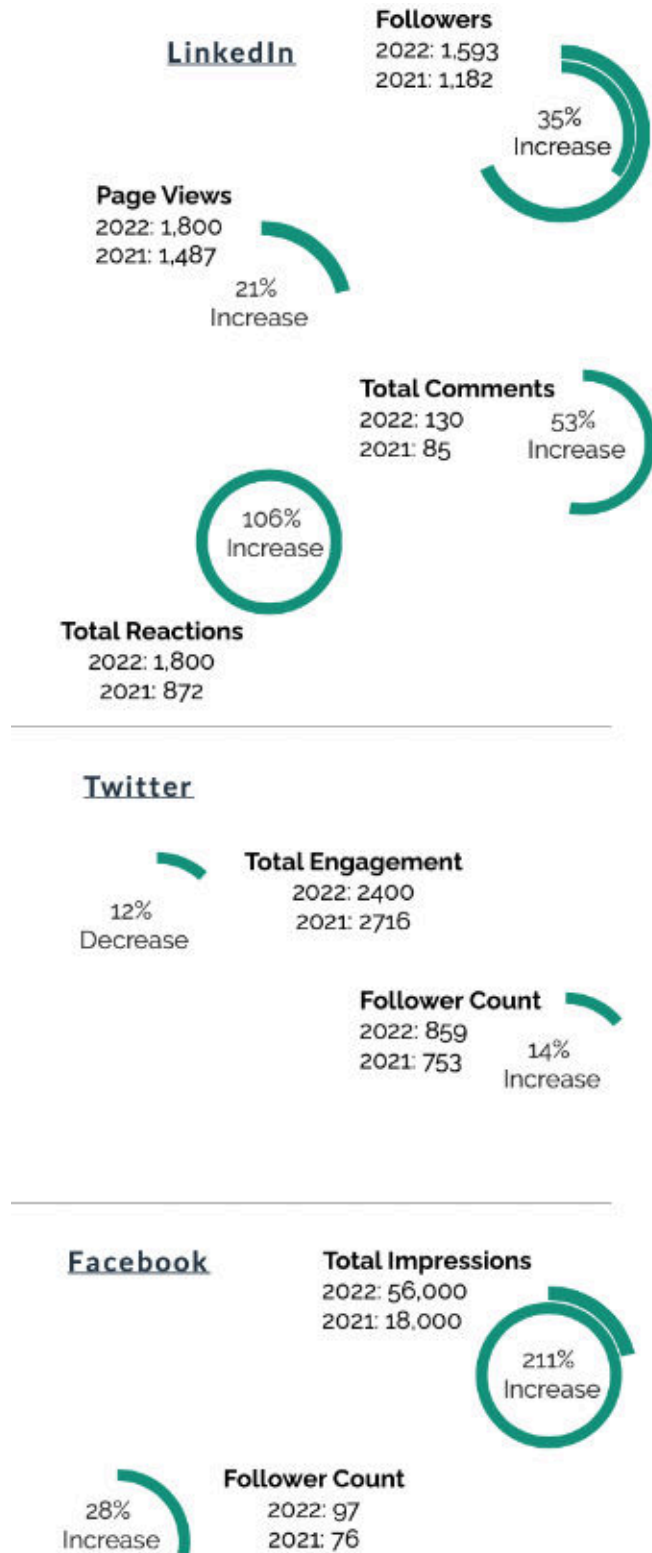 LinkedIn
Followers
2022: 1,593
2021: 1,182
35%
Increase
Page Views
2022: 1,800
2021: 1,487
21%
Increase
Total Comments
2022: 130
2021: 85
53%
Increase
106%
Increase
Total Reactions
2022: 1,800
2021: 872
Twitter
12%
Decrease
Total Engagement
2022: 2400
2021: 2716
Follower Count
2022: 859
2021: 753
14%
Increase
Facebook
Total Impressions
2022: 56,000
2021: 18,000
211%
Increase
28%
Increase
Follower Count
2022: 97
2021: 76